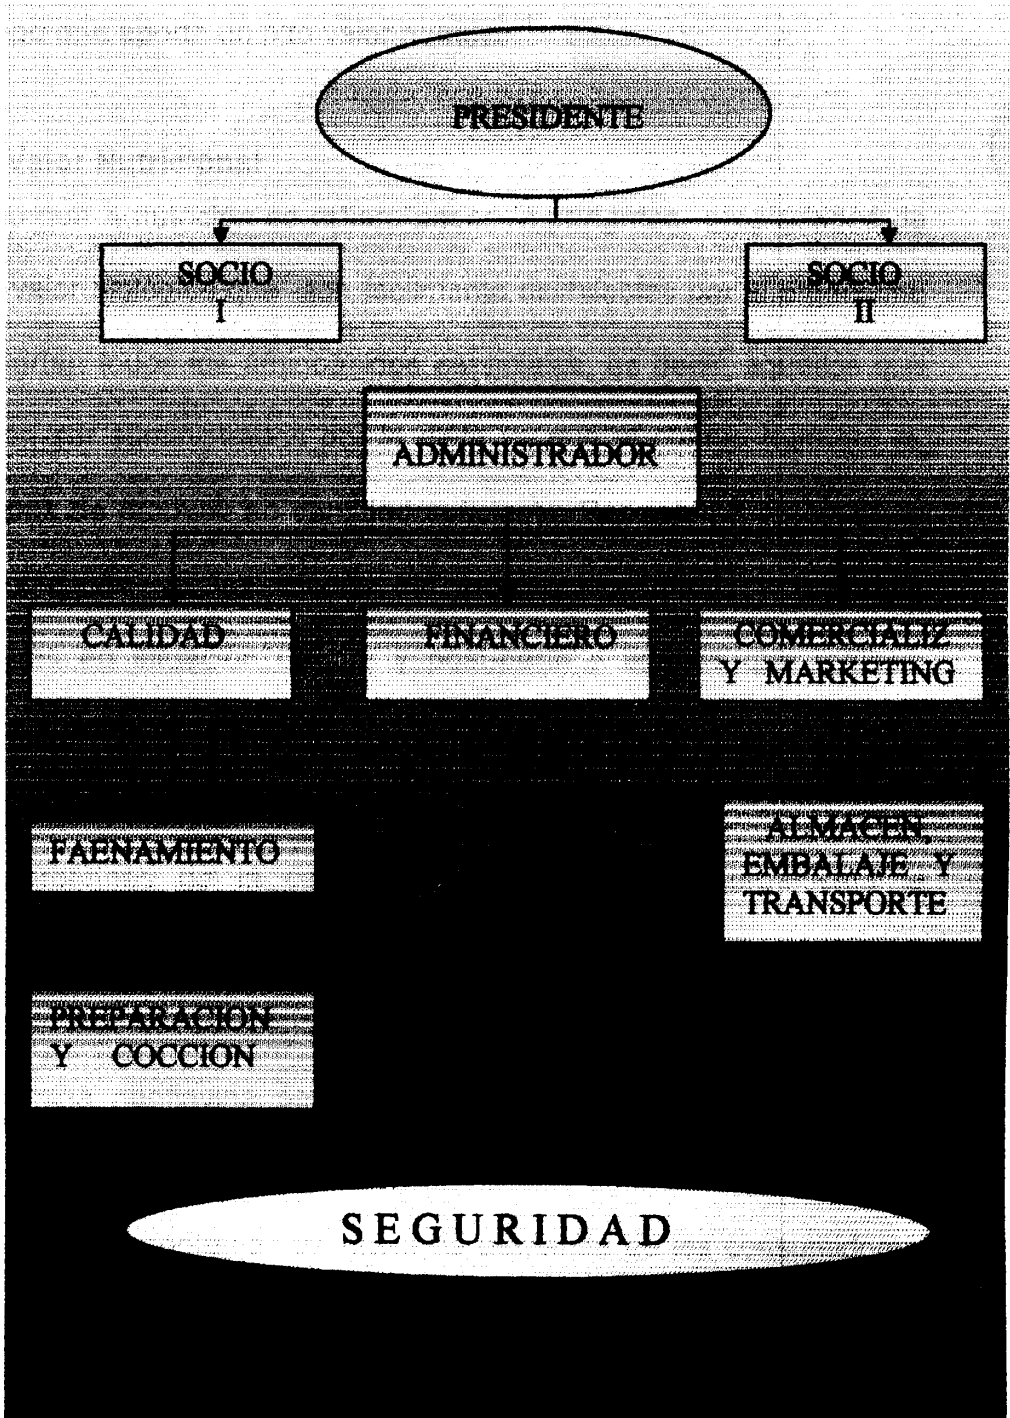 PRESIDENTE
SOCIO
I
SOCIO
II
ADMINISTRADOR
CALIDAD
FINANCIERO
COMERCIALIZ
Y MARKETING
FAENAMIENTO
ALMACEN,
EMBALAJE Y
TRANSPORTE
PREPARACION
Y COCCION
SEGURIDAD